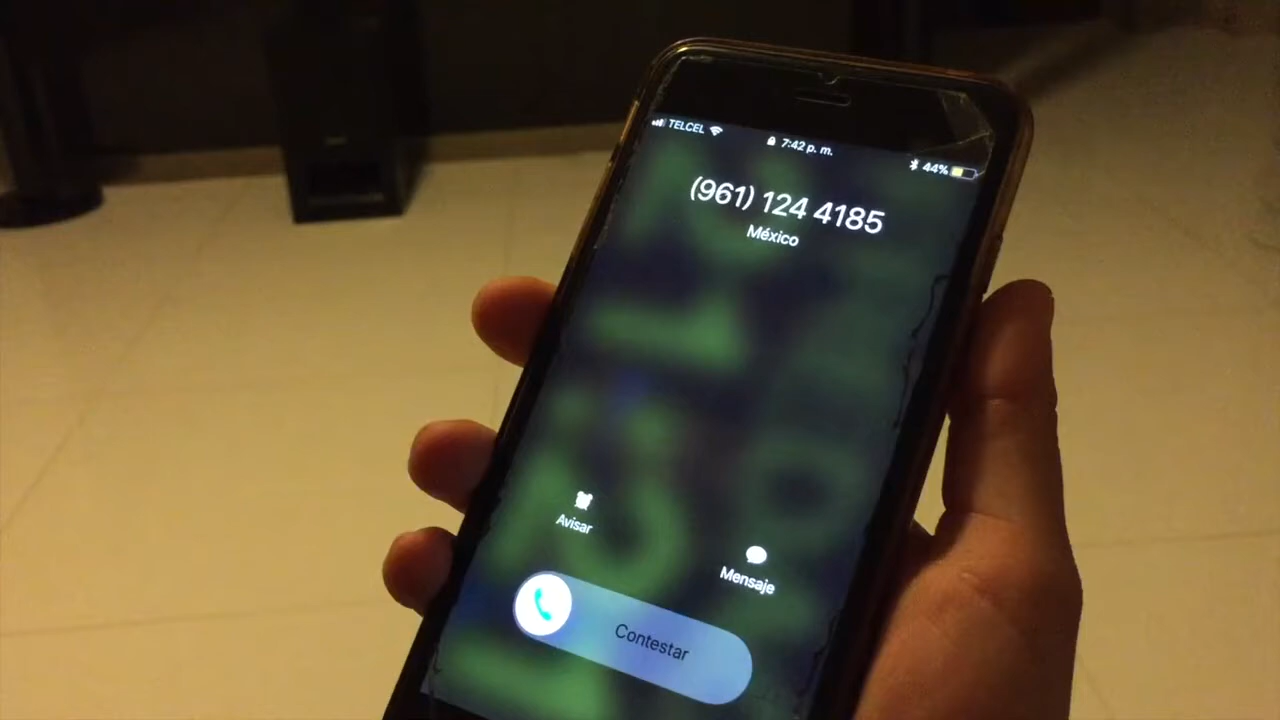 TELCEL 7:42 p. m. 44%
(961) 124 4185
México
Avisar
Mensaje
Contestar